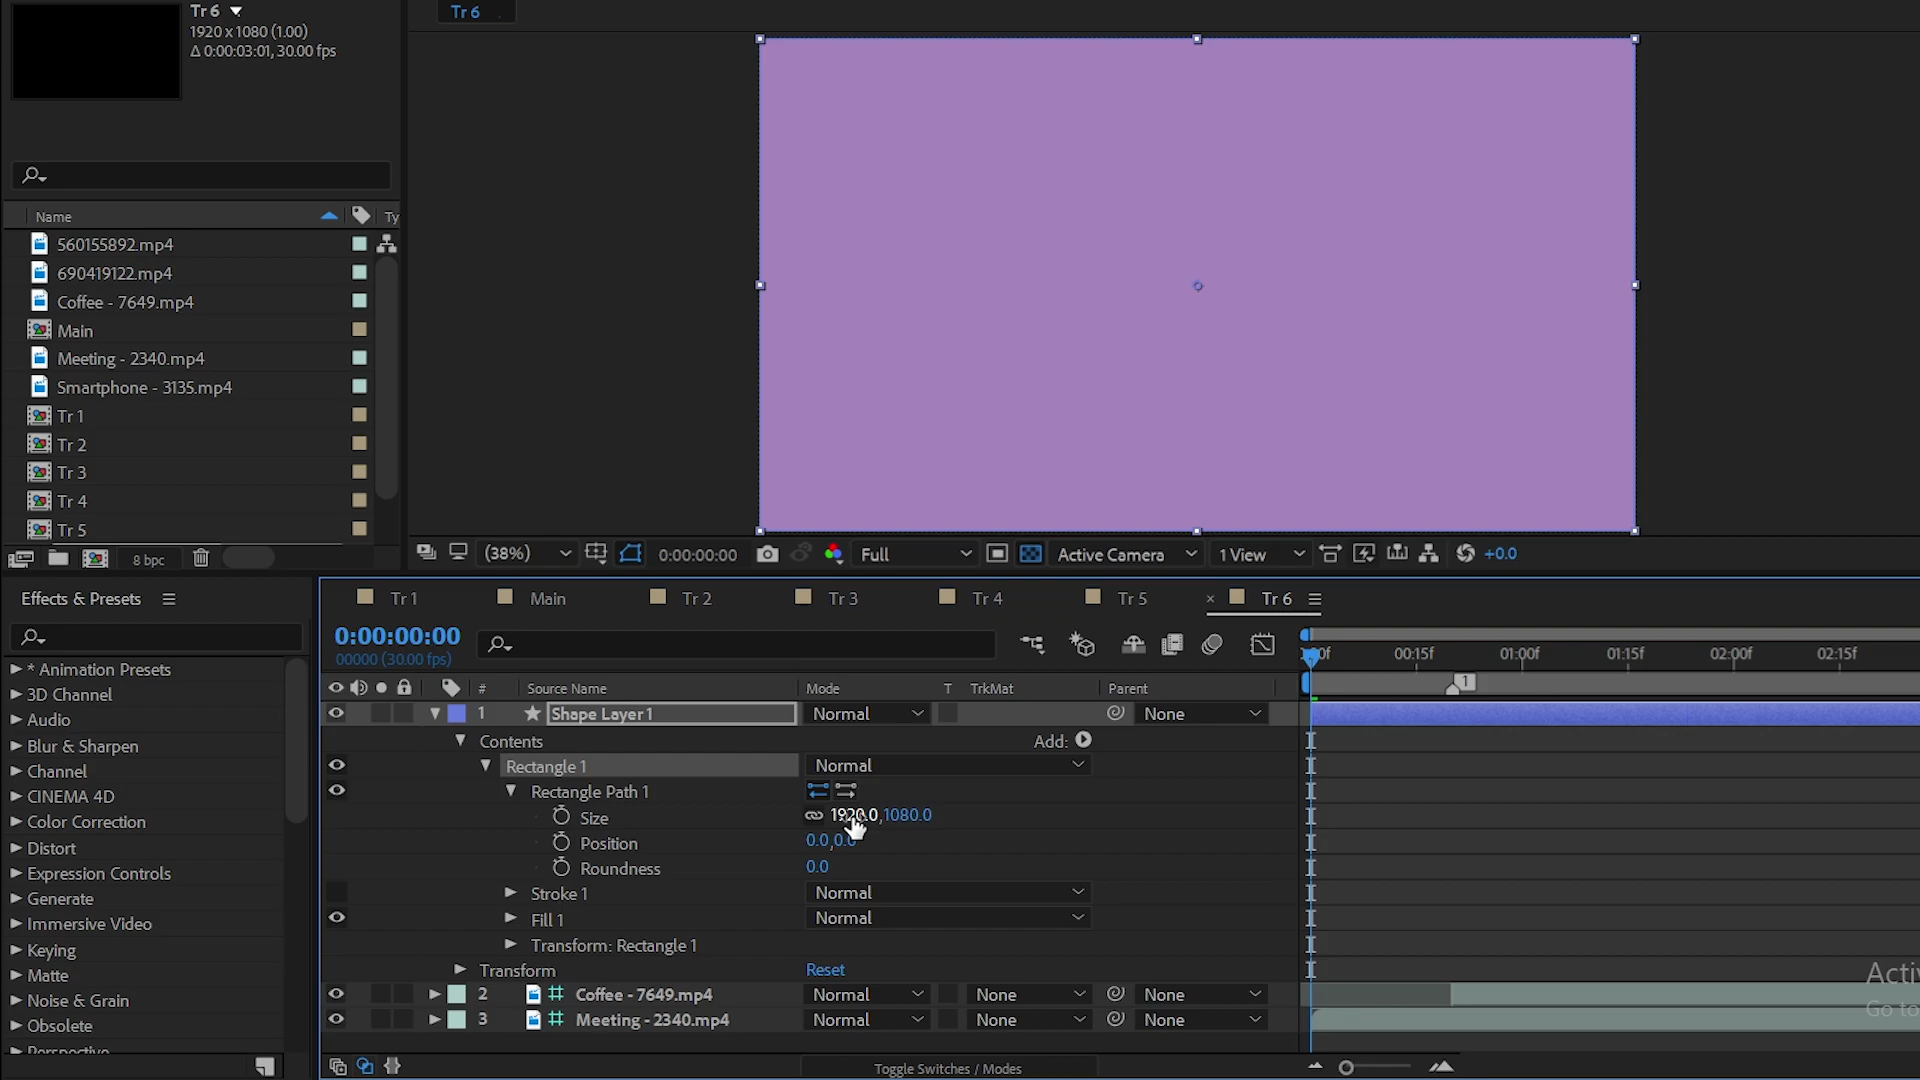 Tr 6
1920 x 1080 (1.00)
Δ 0:00:03:01, 30.00 fps
Tr 6
Name
Ty
560155892.mp4
690419122.mp4
Coffee - 7649.mp4
Main
Meeting - 2340.mp4
Smartphone - 3135.mp4
Tr 1
Tr 2
Tr 3
Tr 4
Tr 5
8 bpc
(38%)
0:00:00:00
Full
Active Camera
1 View
+0.0
Effects & Presets
* Animation Presets
3D Channel
Audio
Blur & Sharpen
Channel
CINEMA 4D
Color Correction
Distort
Expression Controls
Generate
Immersive Video
Keying
Matte
Noise & Grain
Obsolete
Perspective
Tr 1
Main
Tr 2
Tr 3
Tr 4
Tr 5
× Tr 6
0:00:00:00
00000 (30.00 fps)
00f 00:15f 01:00f 01:15f 02:00f 02:15f
1
# Source Name Mode T TrkMat Parent
1 Shape Layer 1 Normal None
Contents Add:
Rectangle 1 Normal
Rectangle Path 1
Size 1920.0,1080.0
Position 0.0,0.0
Roundness 0.0
Stroke 1 Normal
Fill 1 Normal
Transform: Rectangle 1
Transform Reset
2 Coffee - 7649.mp4 Normal None None
3 Meeting - 2340.mp4 Normal None None
Toggle Switches / Modes
Activ
Go to